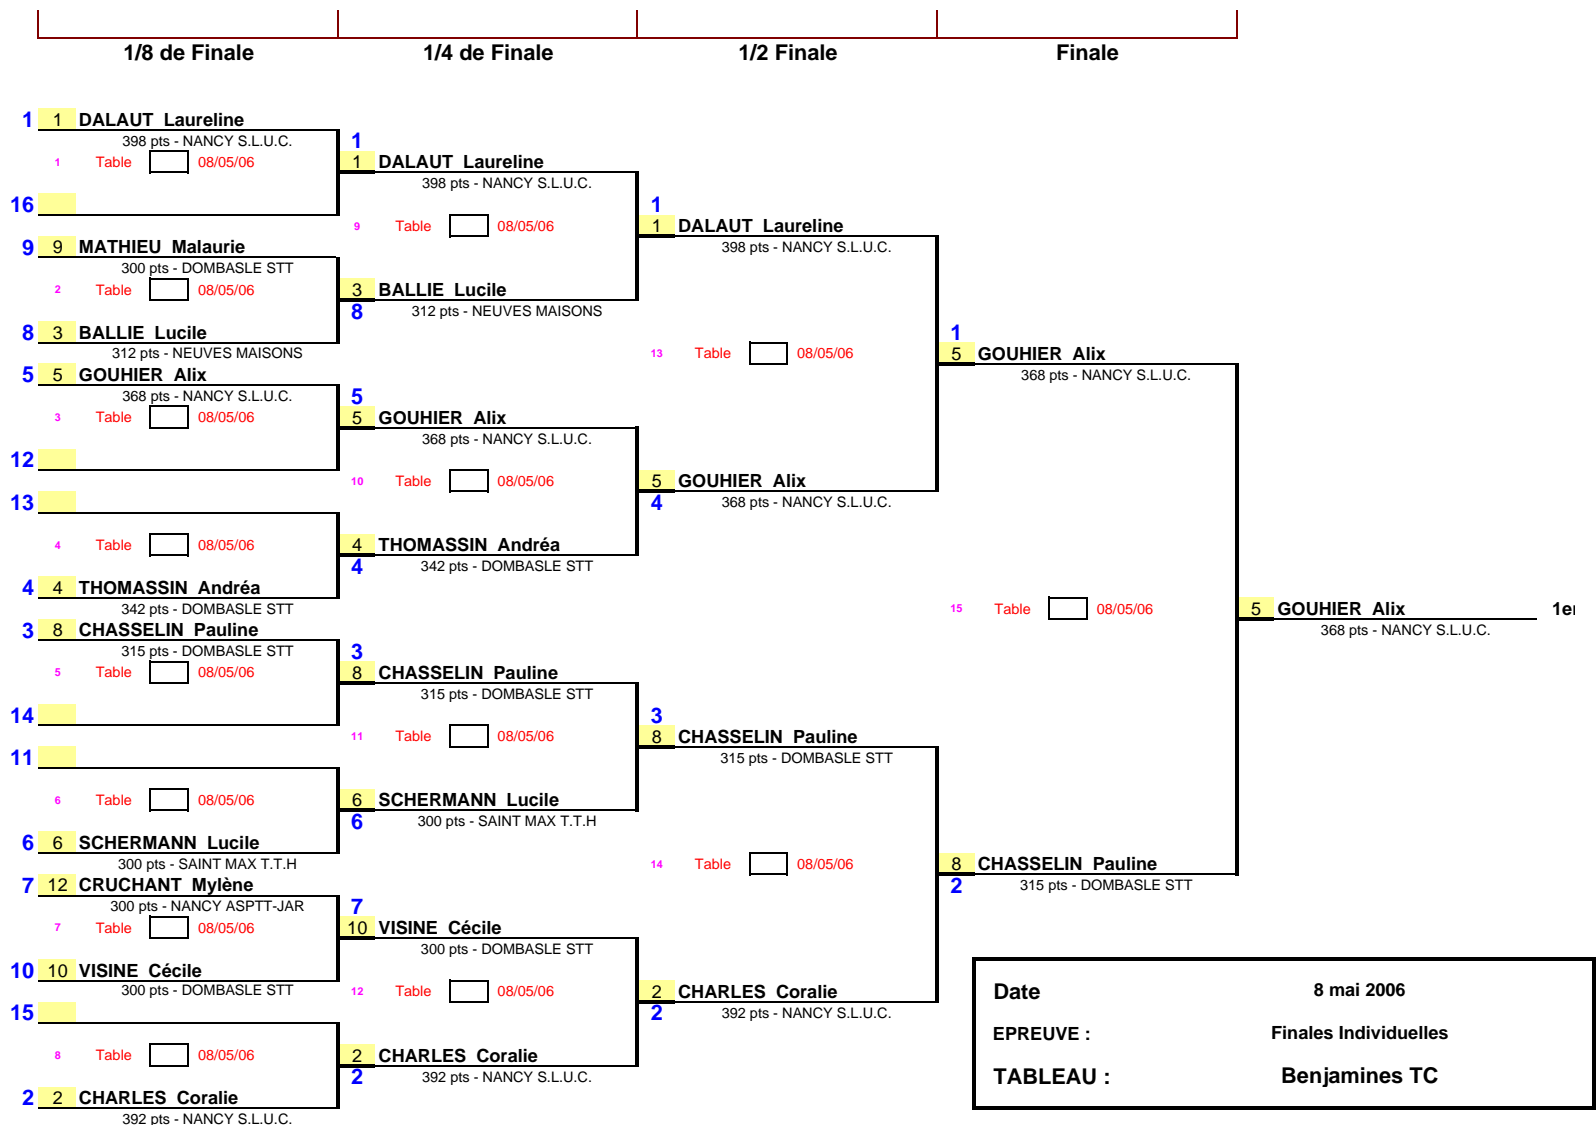 1/8 de Finale 1/4 de Finale 1/2 Finale Finale
1 1 DALAUT Laureline
398 pts - NANCY S.L.U.C.
1 Table 08/05/06
16
9 9 MATHIEU Malaurie
300 pts - DOMBASLE STT
2 Table 08/05/06
8 3 BALLIE Lucile
312 pts - NEUVES MAISONS
5 5 GOUHIER Alix
368 pts - NANCY S.L.U.C.
3 Table 08/05/06
12
13
4 Table 08/05/06
4 4 THOMASSIN Andréa
342 pts - DOMBASLE STT
3 8 CHASSELIN Pauline
315 pts - DOMBASLE STT
5 Table 08/05/06
14
11
6 Table 08/05/06
6 6 SCHERMANN Lucile
300 pts - SAINT MAX T.T.H
7 12 CRUCHANT Mylène
300 pts - NANCY ASPTT-JAR
7 Table 08/05/06
10 10 VISINE Cécile
300 pts - DOMBASLE STT
15
8 Table 08/05/06
2 2 CHARLES Coralie
392 pts - NANCY S.L.U.C.
1
1 DALAUT Laureline
398 pts - NANCY S.L.U.C.
9 Table 08/05/06
3 BALLIE Lucile
8 312 pts - NEUVES MAISONS
5
5 GOUHIER Alix
368 pts - NANCY S.L.U.C.
10 Table 08/05/06
4 THOMASSIN Andréa
4 342 pts - DOMBASLE STT
3
8 CHASSELIN Pauline
315 pts - DOMBASLE STT
11 Table 08/05/06
6 SCHERMANN Lucile
6 300 pts - SAINT MAX T.T.H
7
10 VISINE Cécile
300 pts - DOMBASLE STT
12 Table 08/05/06
2 CHARLES Coralie
2 392 pts - NANCY S.L.U.C.
1
1 DALAUT Laureline
398 pts - NANCY S.L.U.C.
13 Table 08/05/06
5 GOUHIER Alix
4 368 pts - NANCY S.L.U.C.
3
8 CHASSELIN Pauline
315 pts - DOMBASLE STT
14 Table 08/05/06
2 CHARLES Coralie
2 392 pts - NANCY S.L.U.C.
1
5 GOUHIER Alix
368 pts - NANCY S.L.U.C.
15 Table 08/05/06
8 CHASSELIN Pauline
2 315 pts - DOMBASLE STT
5 GOUHIER Alix
368 pts - NANCY S.L.U.C.
Date 8 mai 2006
EPREUVE : Finales Individuelles
TABLEAU : Benjamines TC